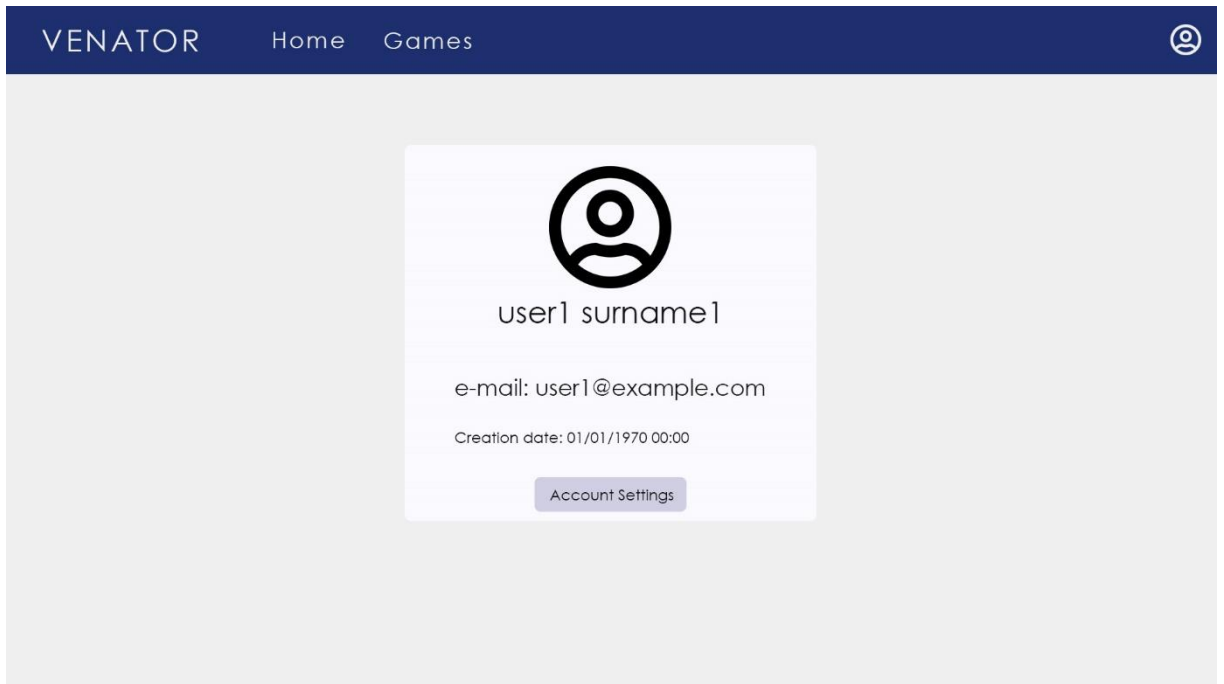 VENATOR Home Games
user1 surname1
e-mail: user1@example.com
Creation date: 01/01/1970 00:00
Account Settings